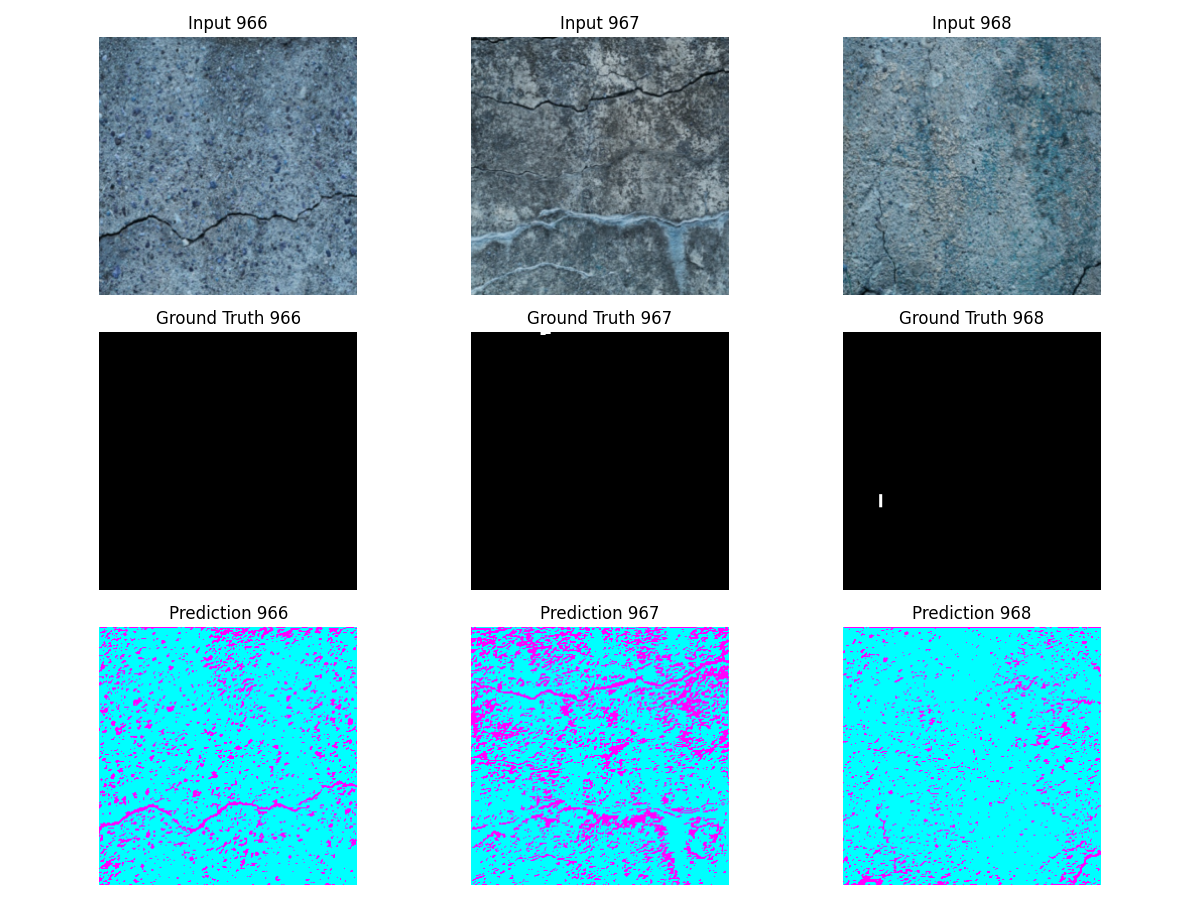 Input 966
Input 967
Input 968
Ground Truth 966
Ground Truth 967
Ground Truth 968
Prediction 966
Prediction 967
Prediction 968